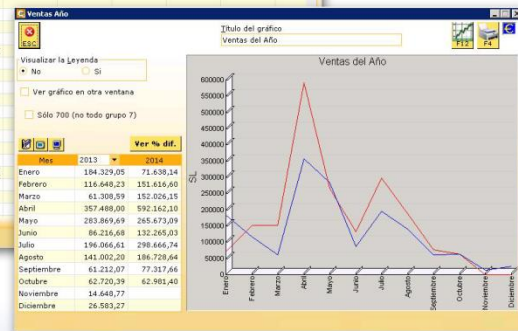 Ventas Año
ESC
Título del gráfico
Ventas del Año
F12
F4
€
Visualizar la Leyenda
No
Si
Ver gráfico en otra ventana
Sólo 700 (no todo grupo 7)
Ver % dif.
Mes 2013 2014
Enero 184.329,05 71.638,14
Febrero 116.648,23 151.616,60
Marzo 61.308,59 152.026,15
Abril 357.488,00 592.162,10
Mayo 283.869,69 265.673,09
Junio 86.216,68 132.265,03
Julio 196.066,61 298.666,74
Agosto 141.002,20 186.728,64
Septiembre 61.212,07 77.317,66
Octubre 62.720,39 62.981,40
Noviembre 14.648,77
Diciembre 26.583,27
Ventas del Año
600000
550000
500000
450000
400000
350000
300000
250000
200000
150000
100000
50000
0
SL
Enero
Febrero
Marzo
Abril
Mayo
Junio
Julio
Agosto
Septiembre
Octubre
Noviembre
Diciembre